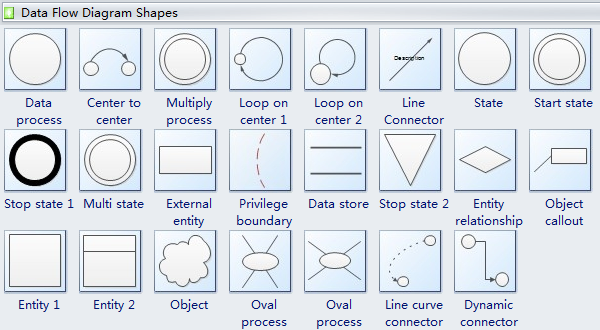 Data Flow Diagram Shapes
Description
Data process
Center to center
Multiply process
Loop on center 1
Loop on center 2
Line Connector
State
Start state
Stop state 1
Multi state
External entity
Privilege boundary
Data store
Stop state 2
Entity relationship
Object callout
Entity 1
Entity 2
Object
Oval process
Oval process
Line curve connector
Dynamic connector